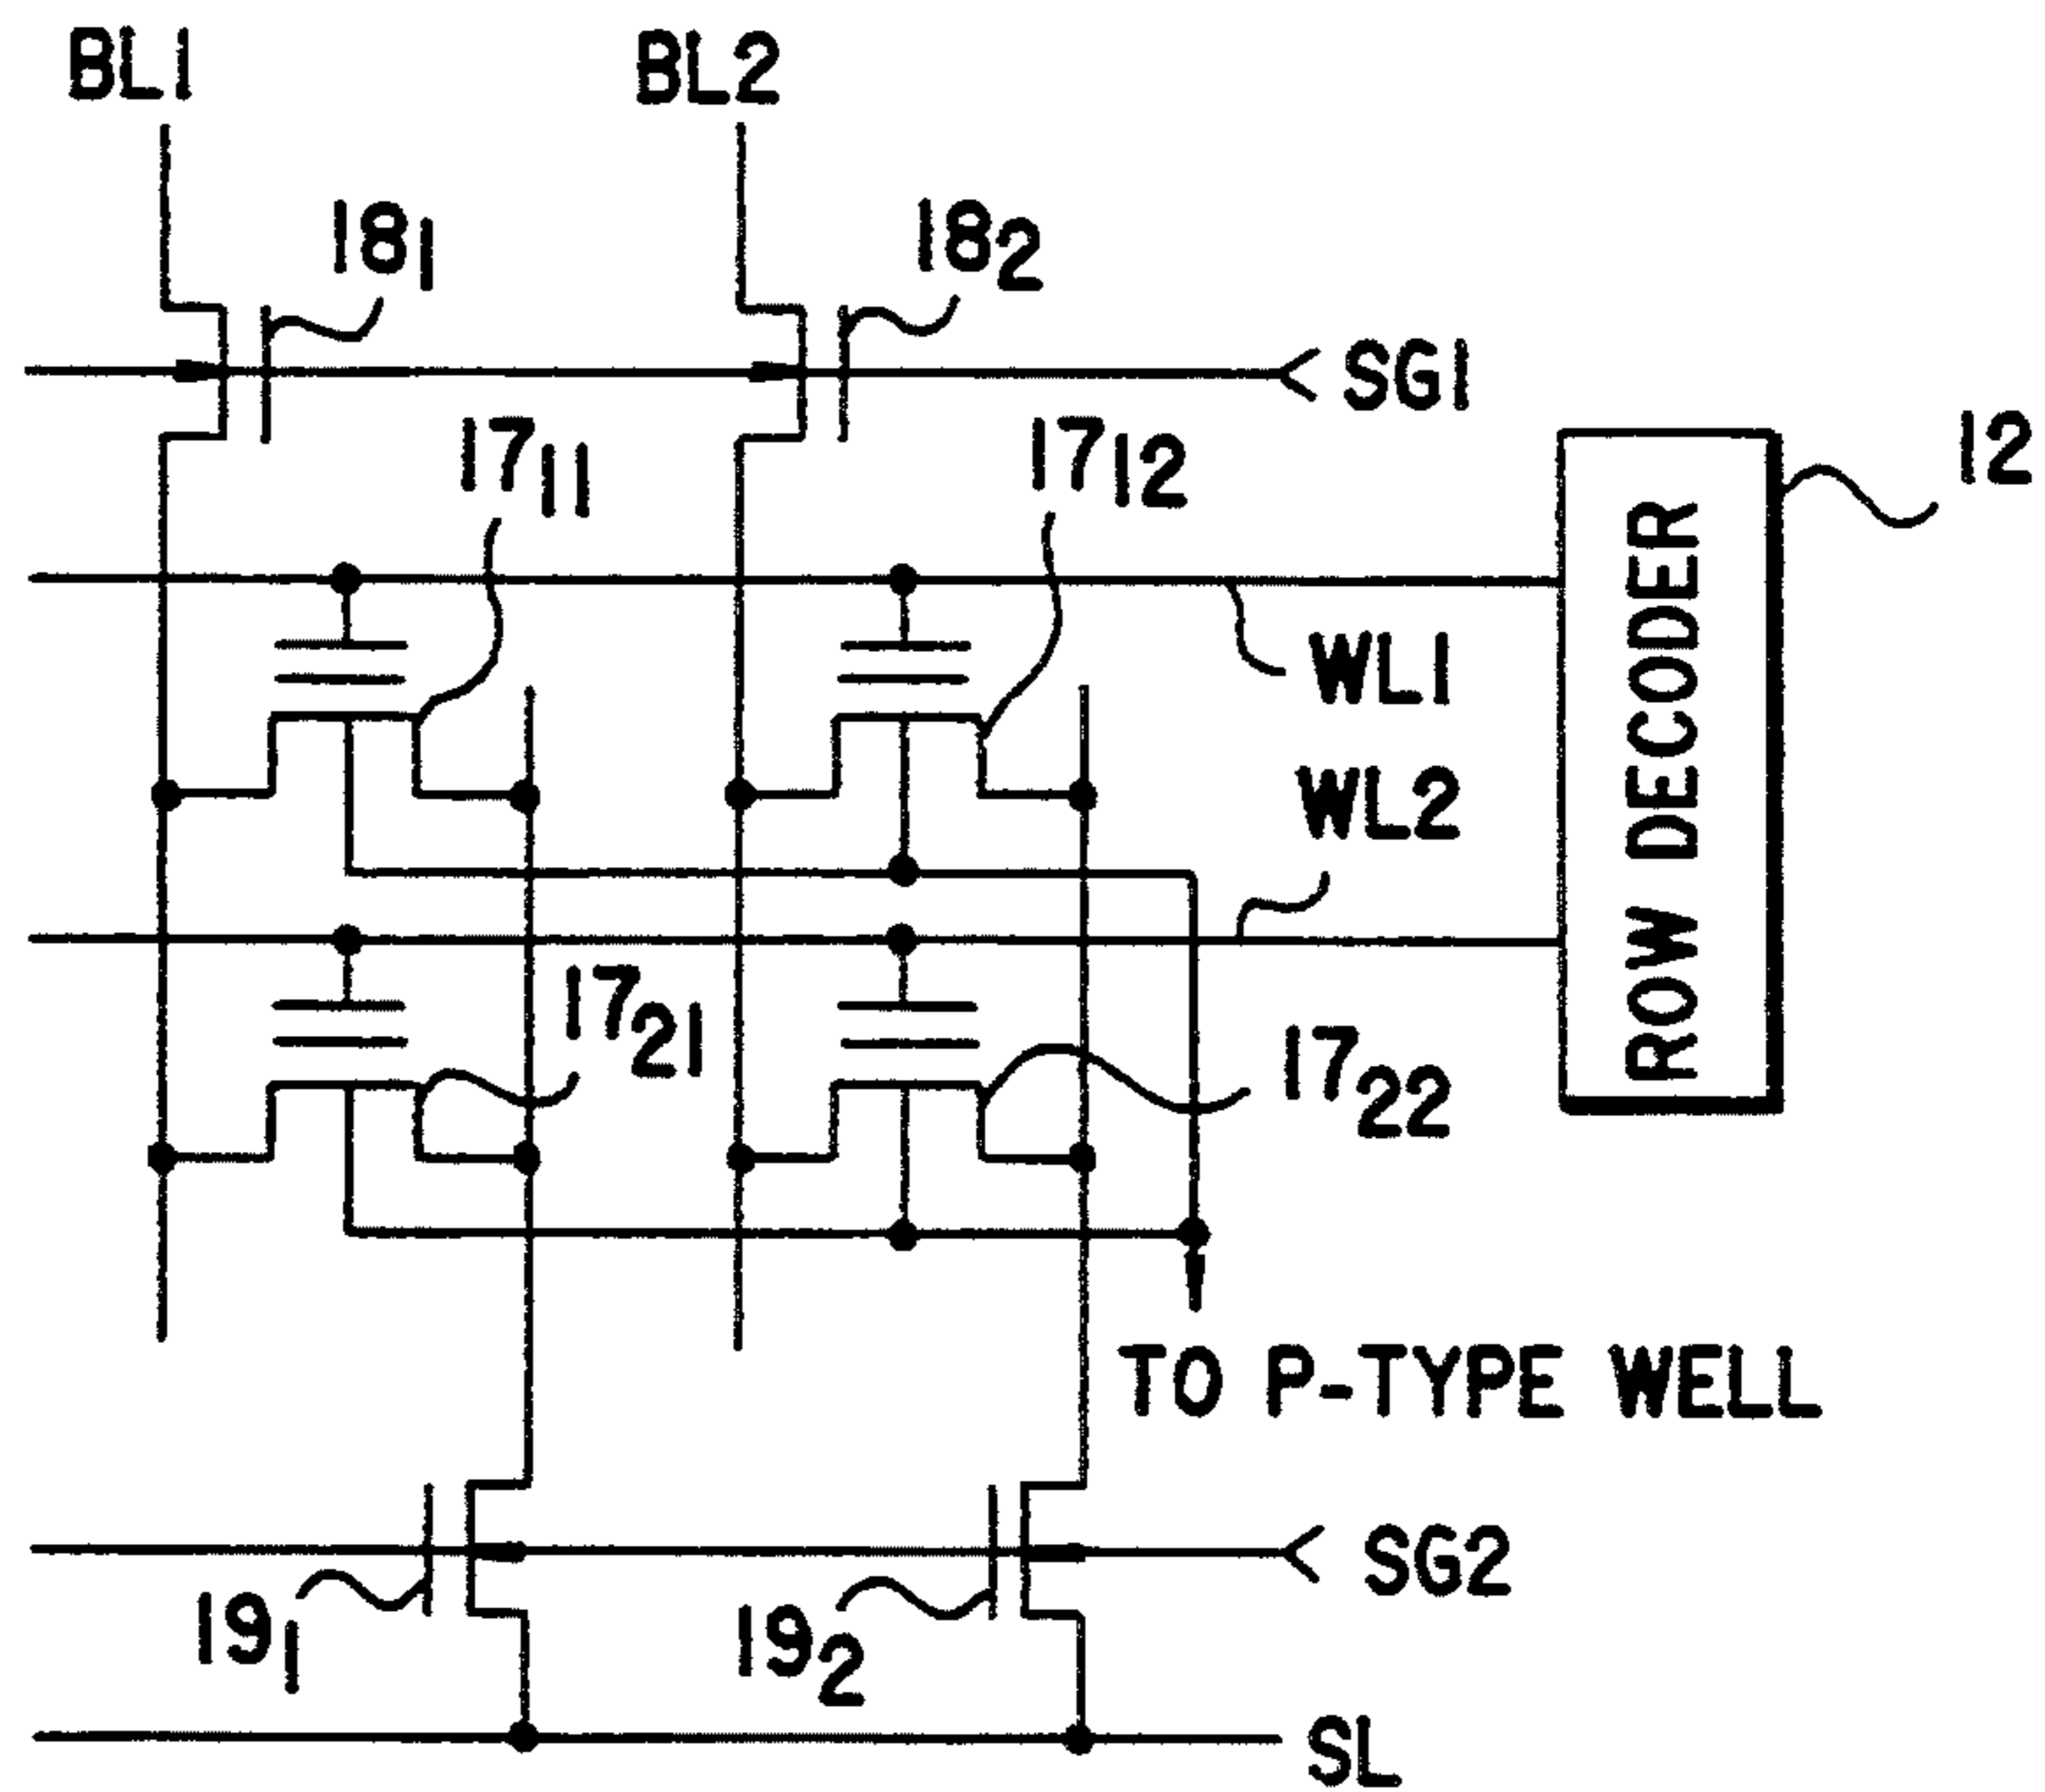 BL1
BL2
18₁
18₂
SG1
17₁₁
17₁₂
12
WL1
ROW DECODER
WL2
17₂₁
17₂₂
TO P-TYPE WELL
SG2
19₁
19₂
SL